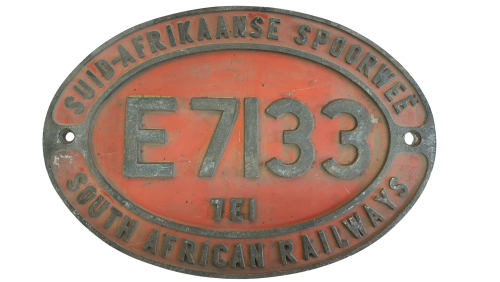 SUID-AFRIKAANSE SPOORWEË
E7133
7E1
SOUTH AFRICAN RAILWAYS